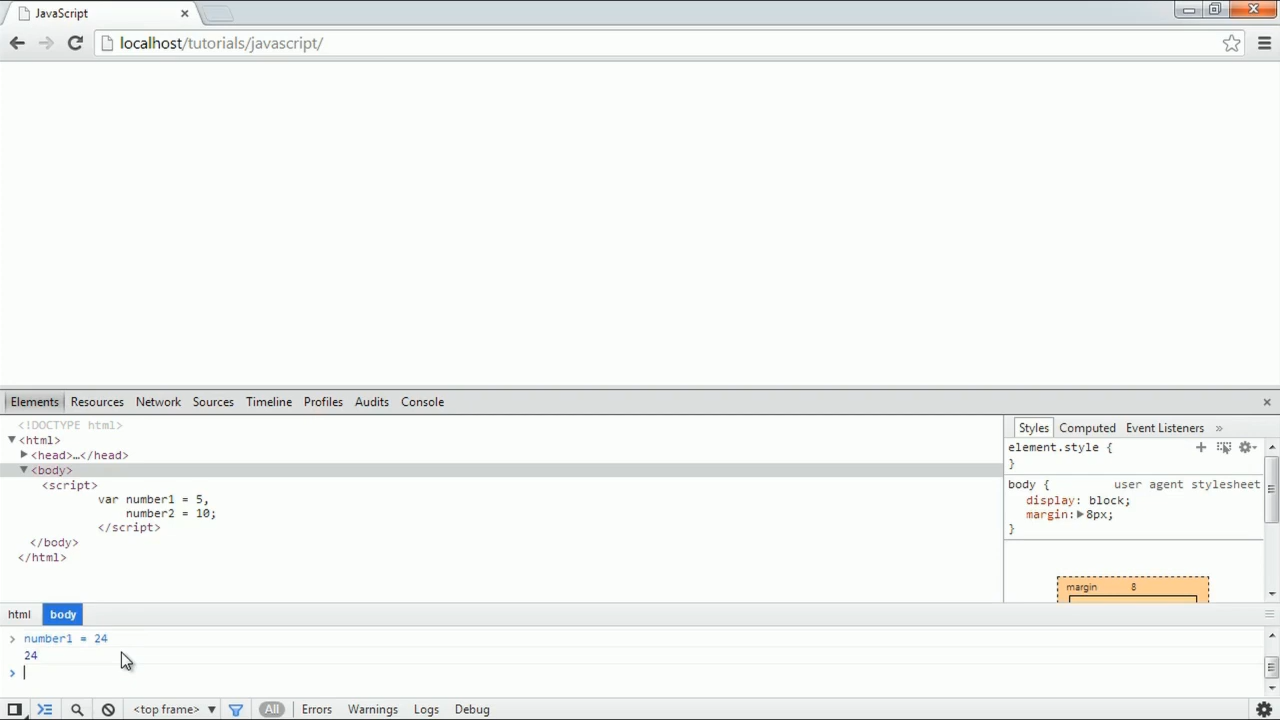 JavaScript
localhost/tutorials/javascript/
Elements Resources Network Sources Timeline Profiles Audits Console
<!DOCTYPE html>
<html>
<head>…</head>
<body>
<script>
var number1 = 5,
number2 = 10;
</script>
</body>
</html>
Styles Computed Event Listeners »
element.style {
}
body { user agent stylesheet
display: block;
margin: 8px;
}
margin 8
html body
> number1 = 24
24
>
<top frame> All Errors Warnings Logs Debug